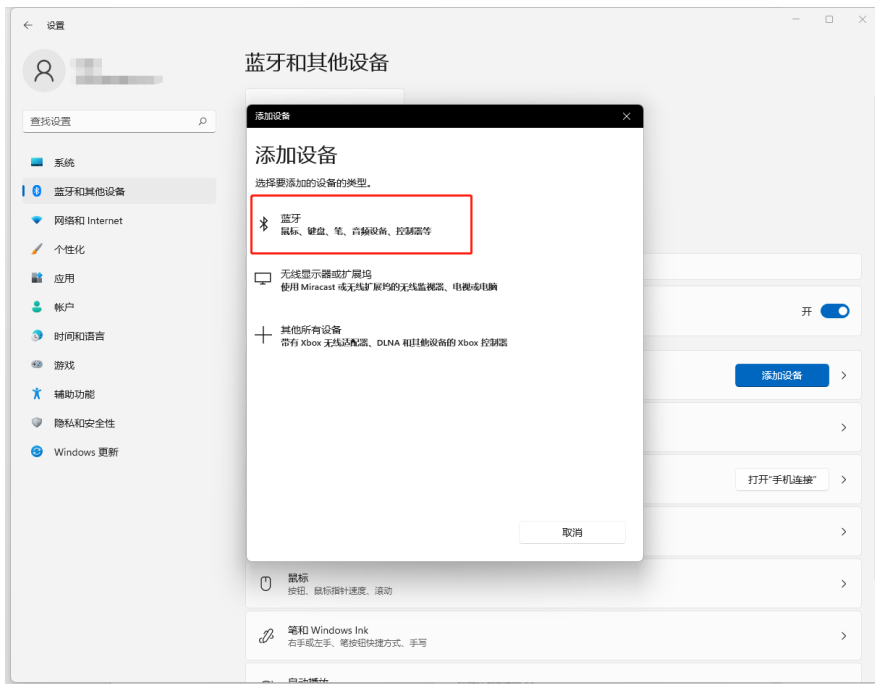 设置
蓝牙和其他设备
查找设置
系统
蓝牙和其他设备
网络和 Internet
个性化
应用
帐户
时间和语言
游戏
辅助功能
隐私和安全性
Windows 更新
添加设备
添加设备
选择要添加的设备的类型。
蓝牙
鼠标、键盘、笔、音频设备、控制器等
无线显示器或扩展坞
使用 Miracast 或无线扩展坞的无线监视器、电视或电脑
其他所有设备
带有 Xbox 无线适配器、DLNA 和其他设备的 Xbox 控制器
取消
开
添加设备
打开"手机连接"
鼠标
按钮、鼠标指针速度、滚动
笔和 Windows Ink
右手或左手、笔按钮快捷方式、手写
自动播放